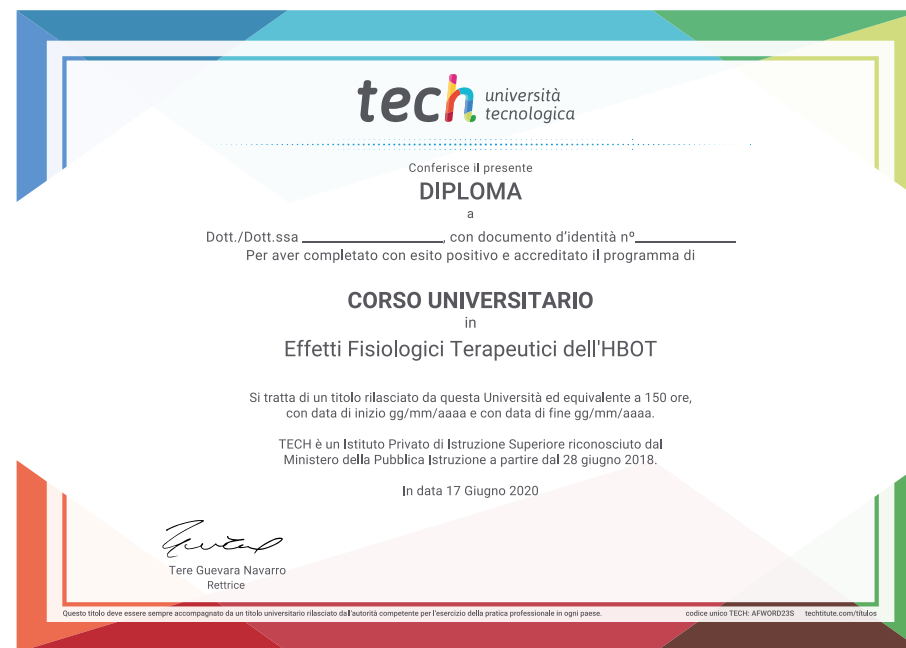 tech università
tecnologica
Conferisce il presente
DIPLOMA
a
Dott./Dott.ssa ____________________, con documento d'identità nº______________
Per aver completato con esito positivo e accreditato il programma di
CORSO UNIVERSITARIO
in
Effetti Fisiologici Terapeutici dell'HBOT
Si tratta di un titolo rilasciato da questa Università ed equivalente a 150 ore,
con data di inizio gg/mm/aaaa e con data di fine gg/mm/aaaa.
TECH è un Istituto Privato di Istruzione Superiore riconosciuto dal
Ministero della Pubblica Istruzione a partire dal 28 giugno 2018.
In data 17 Giugno 2020
Tere Guevara Navarro
Rettrice
Questo titolo deve essere sempre accompagnato da un titolo universitario rilasciato dall'autorità competente per l'esercizio della pratica professionale in ogni paese. codice unico TECH: AFWORD23S techtitute.com/titulos